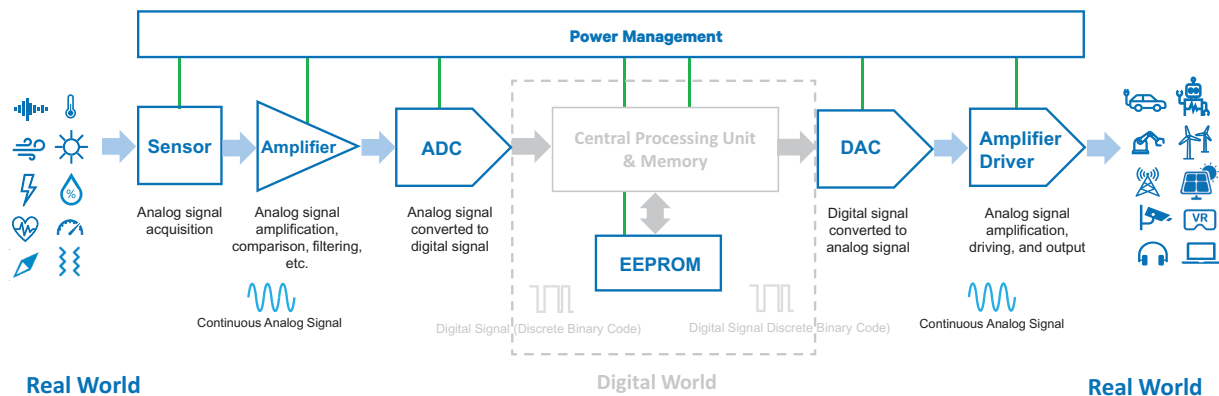 Power Management
Sensor
Amplifier
ADC
Central Processing Unit
& Memory
DAC
Amplifier
Driver
%
VR
Analog signal
acquisition
Analog signal
amplification,
comparison, filtering,
etc.
Analog signal
converted to
digital signal
EEPROM
Digital signal
converted to
analog signal
Analog signal
amplification,
driving, and output
Continuous Analog Signal
Digital Signal (Discrete Binary Code)
Digital Signal Discrete Binary Code)
Continuous Analog Signal
Real World
Digital World
Real World